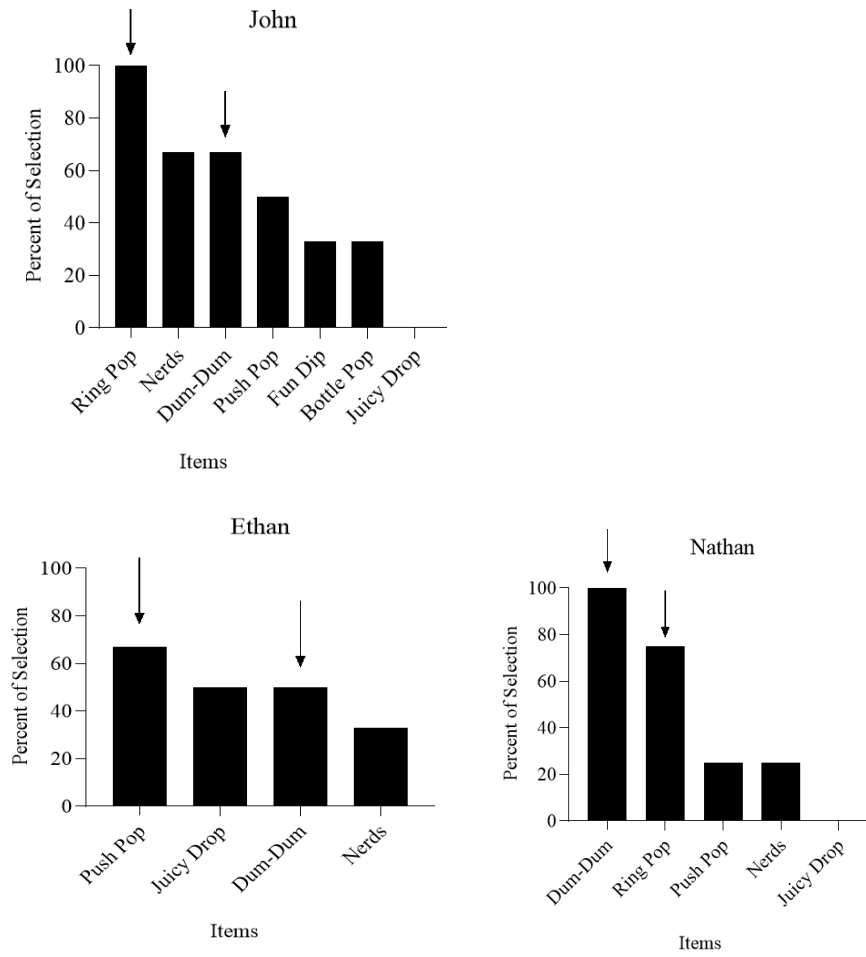 John
Percent of Selection
100
80
60
40
20
0
Ring Pop
Nerds
Dum-Dum
Push Pop
Fun Dip
Bottle Pop
Juicy Drop
Items
Ethan
Percent of Selection
100
80
60
40
20
0
Push Pop
Juicy Drop
Dum-Dum
Nerds
Items
Nathan
Percent of Selection
100
80
60
40
20
0
Dum-Dum
Ring Pop
Push Pop
Nerds
Juicy Drop
Items